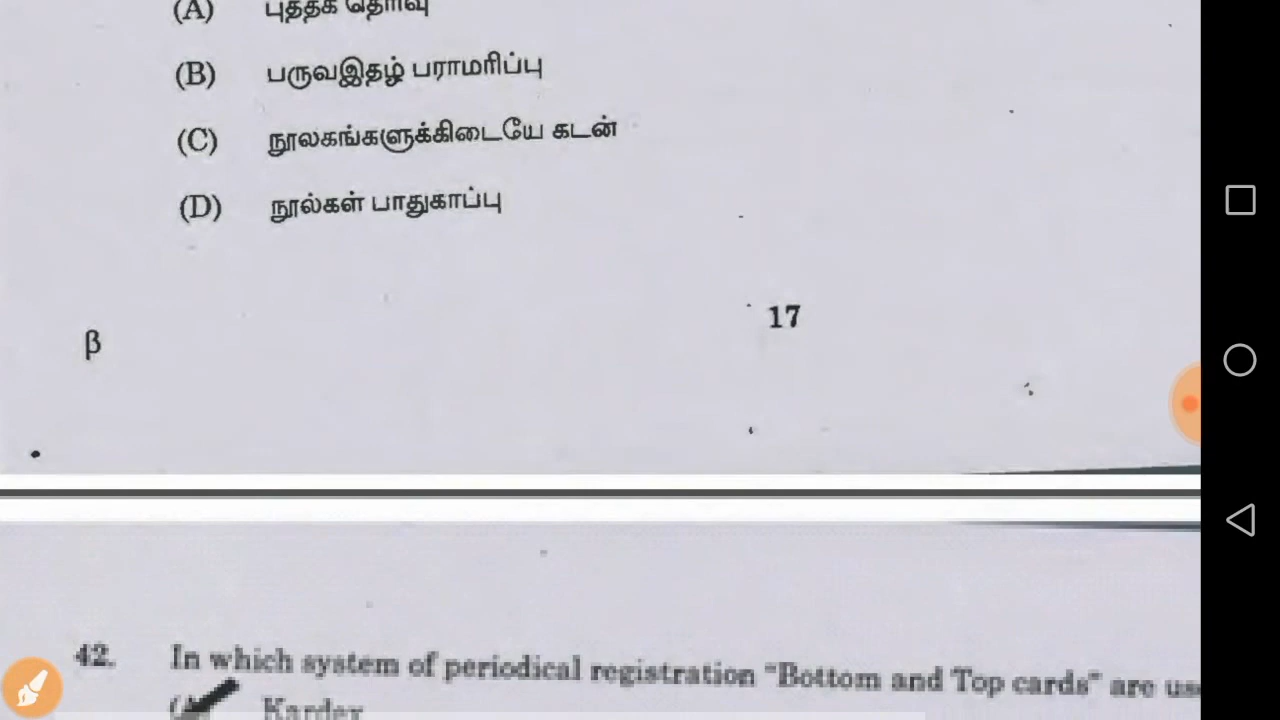 (A) புத்தக தெரிவு
(B) பருவஇதழ் பராமரிப்பு
(C) நூலகங்களுக்கிடையே கடன்
(D) நூல்கள் பாதுகாப்பு
17
β
42. In which system of periodical registration "Bottom and Top cards" are
Kardex